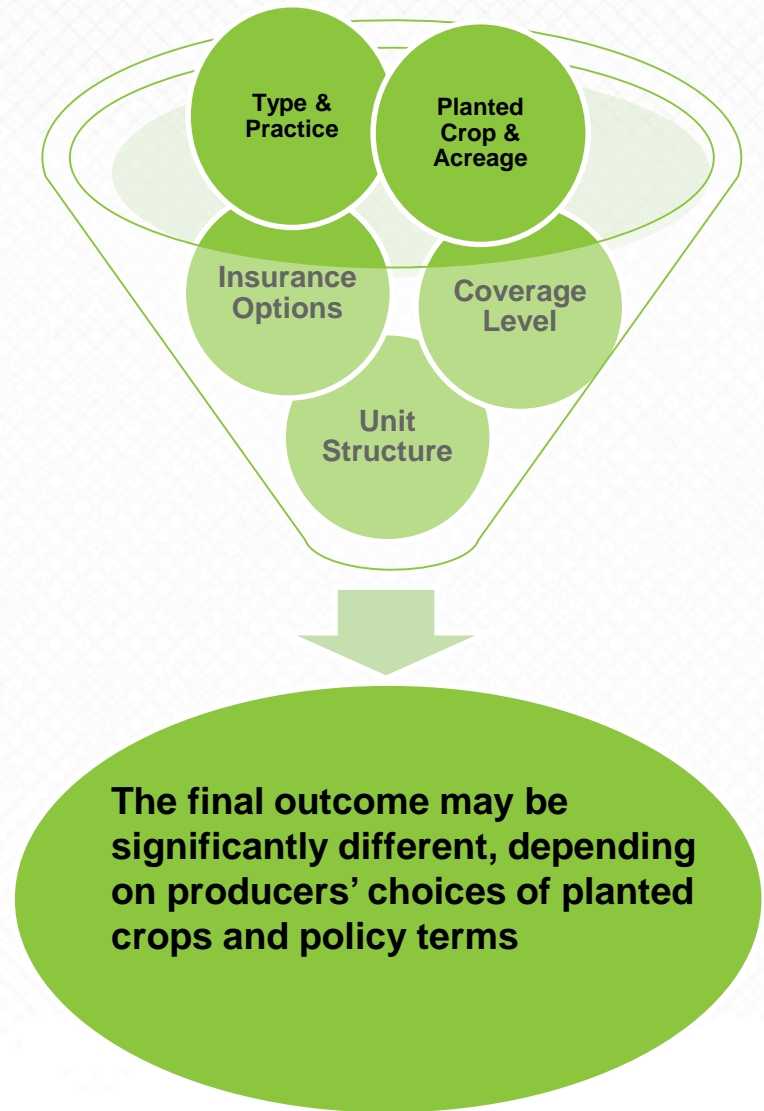 Type &
Practice
Planted
Crop &
Acreage
Insurance
Options
Coverage
Level
Unit
Structure
The final outcome may be
significantly different, depending
on producers’ choices of planted
crops and policy terms